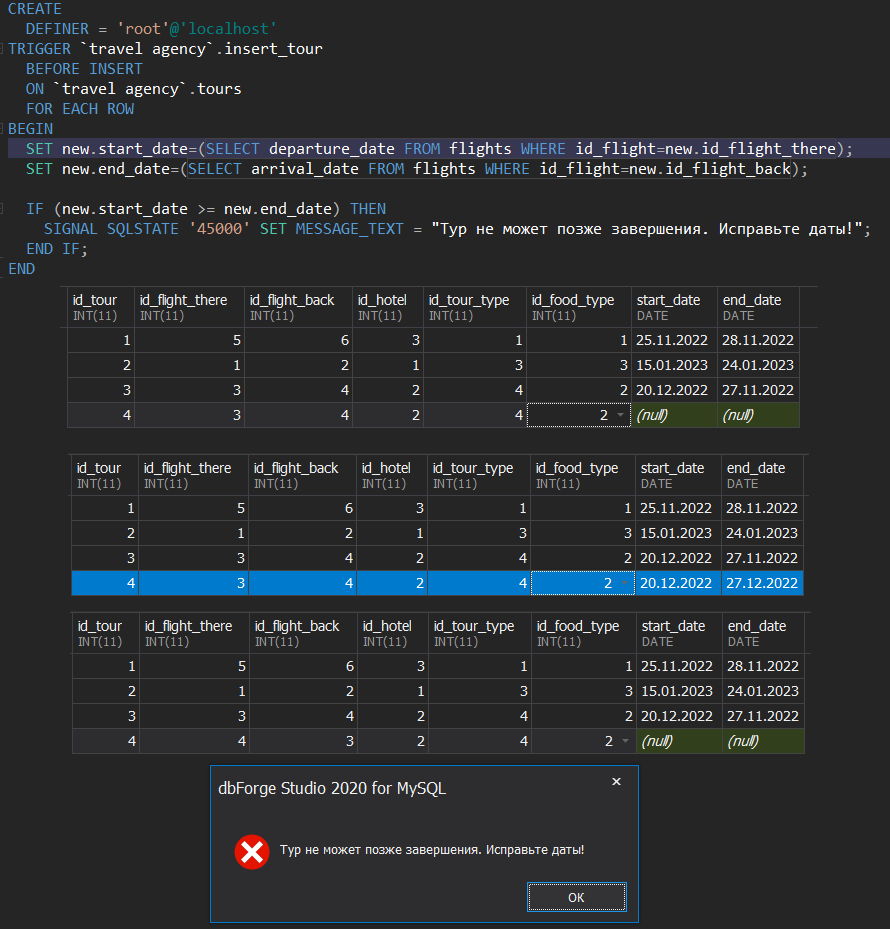 CREATE
DEFINER = 'root'@'localhost'
TRIGGER `travel agency`.insert_tour
BEFORE INSERT
ON `travel agency`.tours
FOR EACH ROW
BEGIN
SET new.start_date=(SELECT departure_date FROM flights WHERE id_flight=new.id_flight_there);
SET new.end_date=(SELECT arrival_date FROM flights WHERE id_flight=new.id_flight_back);
IF (new.start_date >= new.end_date) THEN
SIGNAL SQLSTATE '45000' SET MESSAGE_TEXT = "Тур не может позже завершения. Исправьте даты!";
END IF;
END
id_tour id_flight_there id_flight_back id_hotel id_tour_type id_food_type start_date end_date
INT(11) INT(11) INT(11) INT(11) INT(11) INT(11) DATE DATE
1 5 6 3 1 1 25.11.2022 28.11.2022
2 1 2 1 3 3 15.01.2023 24.01.2023
3 3 4 2 4 2 20.12.2022 27.11.2022
4 3 4 2 4 2 (null) (null)
id_tour id_flight_there id_flight_back id_hotel id_tour_type id_food_type start_date end_date
INT(11) INT(11) INT(11) INT(11) INT(11) INT(11) DATE DATE
1 5 6 3 1 1 25.11.2022 28.11.2022
2 1 2 1 3 3 15.01.2023 24.01.2023
3 3 4 2 4 2 20.12.2022 27.11.2022
4 3 4 2 4 2 20.12.2022 27.12.2022
id_tour id_flight_there id_flight_back id_hotel id_tour_type id_food_type start_date end_date
INT(11) INT(11) INT(11) INT(11) INT(11) INT(11) DATE DATE
1 5 6 3 1 1 25.11.2022 28.11.2022
2 1 2 1 3 3 15.01.2023 24.01.2023
3 3 4 2 4 2 20.12.2022 27.11.2022
4 4 3 2 4 2 (null) (null)
dbForge Studio 2020 for MySQL
Тур не может позже завершения. Исправьте даты!
OK